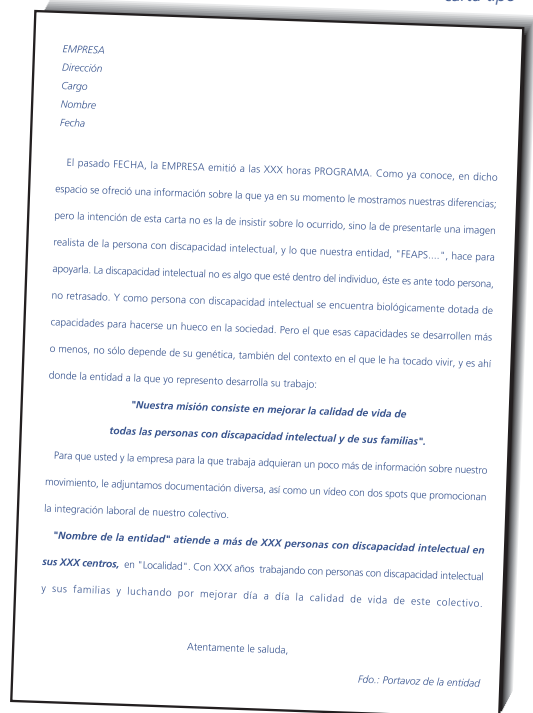 EMPRESA
Dirección
Cargo
Nombre
Fecha
El pasado FECHA, la EMPRESA emitió a las XXX horas PROGRAMA. Como ya conoce, en dicho
espacio se ofreció una información sobre la que ya en su momento le mostramos nuestras diferencias;
pero la intención de esta carta no es la de insistir sobre lo ocurrido, sino la de presentarle una imagen
realista de la persona con discapacidad intelectual, y lo que nuestra entidad, "FEAPS....", hace para
apoyarla. La discapacidad intelectual no es algo que esté dentro del individuo, éste es ante todo persona,
no retrasado. Y como persona con discapacidad intelectual se encuentra biológicamente dotada de
capacidades para hacerse un hueco en la sociedad. Pero el que esas capacidades se desarrollen más
o menos, no sólo depende de su genética, también del contexto en el que le ha tocado vivir, y es ahí
donde la entidad a la que yo represento desarrolla su trabajo:
"Nuestra misión consiste en mejorar la calidad de vida de
todas las personas con discapacidad intelectual y de sus familias".
Para que usted y la empresa para la que trabaja adquieran un poco más de información sobre nuestro
movimiento, le adjuntamos documentación diversa, así como un vídeo con dos spots que promocionan
la integración laboral de nuestro colectivo.
"Nombre de la entidad" atiende a más de XXX personas con discapacidad intelectual en
sus XXX centros, en "Localidad". Con XXX años trabajando con personas con discapacidad intelectual
y sus familias y luchando por mejorar día a día la calidad de vida de este colectivo.
Atentamente le saluda,
Fdo.: Portavoz de la entidad